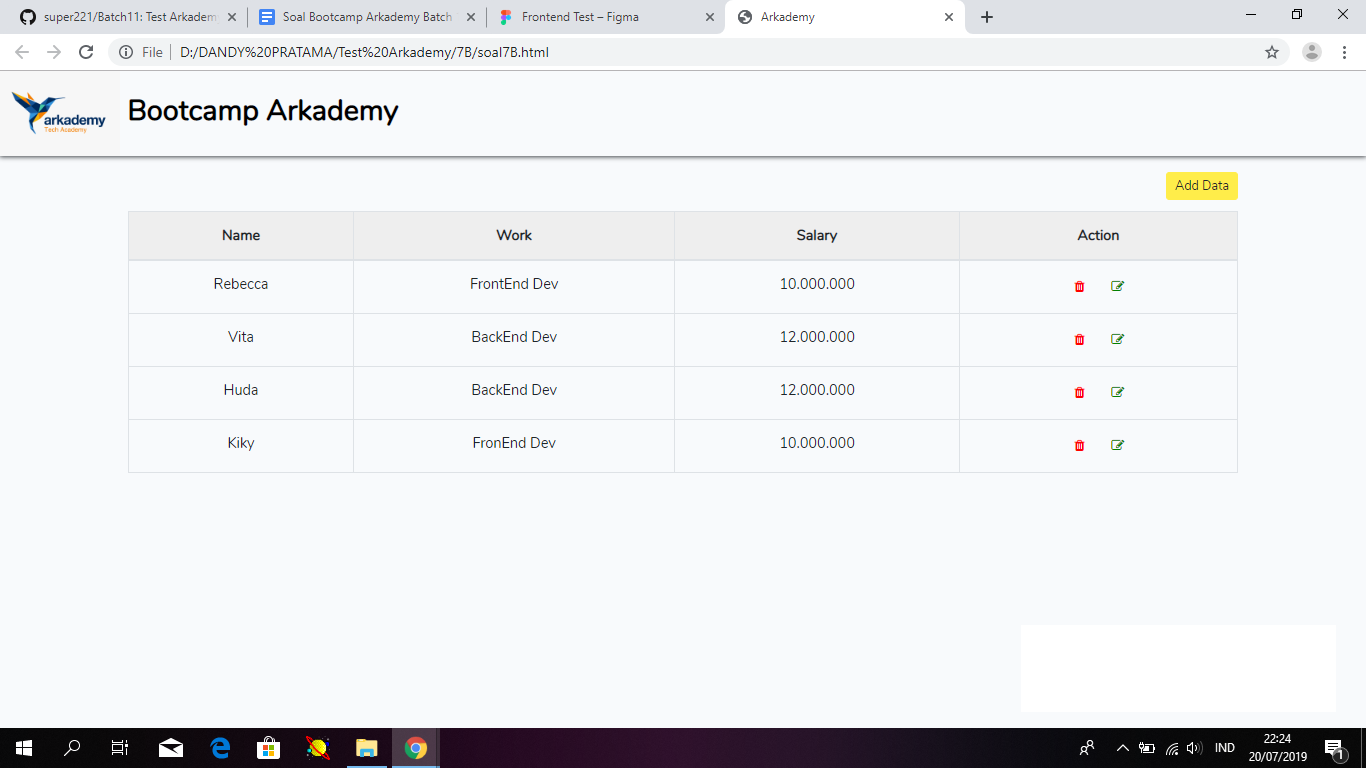 super221/Batch11: Test Arkadem
Soal Bootcamp Arkademy Batch
Frontend Test – Figma
Arkademy
File D:/DANDY%20PRATAMA/Test%20Arkademy/7B/soal7B.html
arkademy
Tech Academy
Bootcamp Arkademy
Add Data
Name Work Salary Action
Rebecca FrontEnd Dev 10.000.000
Vita BackEnd Dev 12.000.000
Huda BackEnd Dev 12.000.000
Kiky FronEnd Dev 10.000.000
IND
22:24
20/07/2019
1